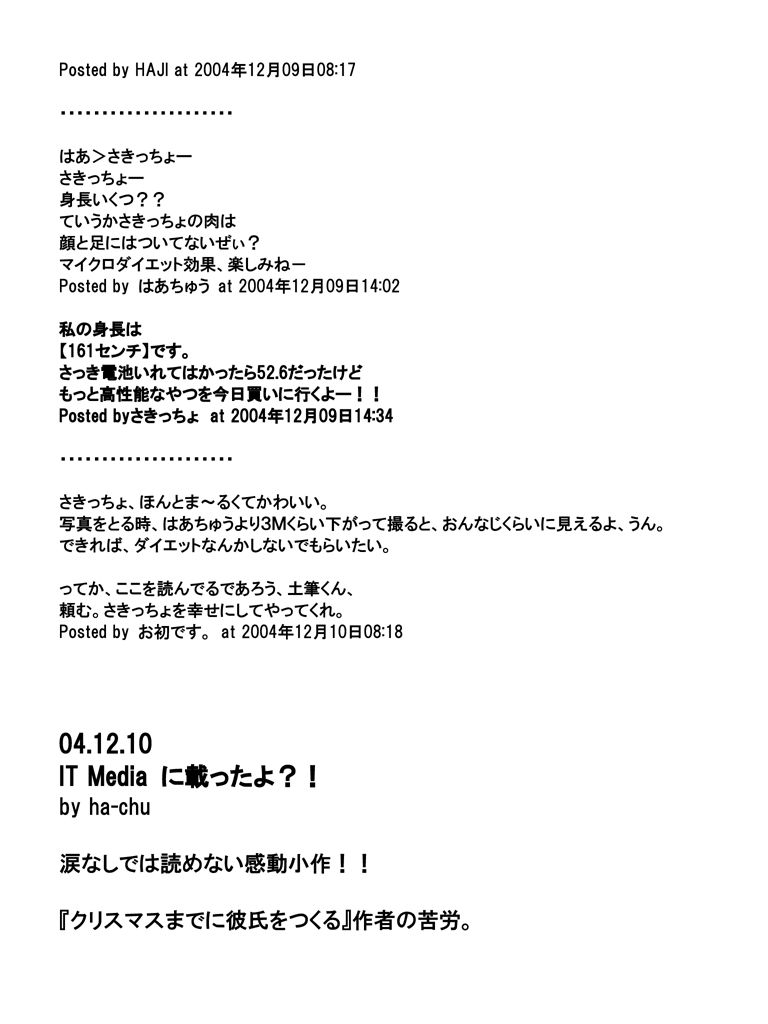 Posted by HAJI at 2004年12月09日08:17
・・・・・・・・・・・・・・・・・・・・・
はあ＞さきっちょー
さきっちょー
身長いくつ？？
ていうかさきっちょの肉は
顔と足にはついてないぜぃ？
マイクロダイエット効果、楽しみねー
Posted by はあちゅう at 2004年12月09日14:02
私の身長は
【161センチ】です。
さっき電池いれてはかったら52.6だったけど
もっと高性能なやつを今日買いに行くよー！！
Posted byさきっちょ at 2004年12月09日14:34
・・・・・・・・・・・・・・・・・・・・・
さきっちょ、ほんとま～るくてかわいい。
写真をとる時、はあちゅうより3Mくらい下がって撮ると、おんなじくらいに見えるよ、うん。
できれば、ダイエットなんかしないでもらいたい。
ってか、ここを読んでるであろう、土筆くん、
頼む。さきっちょを幸せにしてやってくれ。
Posted by お初です。 at 2004年12月10日08:18
04.12.10
IT Media に載ったよ？！
by ha-chu
涙なしでは読めない感動小作！！
『クリスマスまでに彼氏をつくる』作者の苦労。